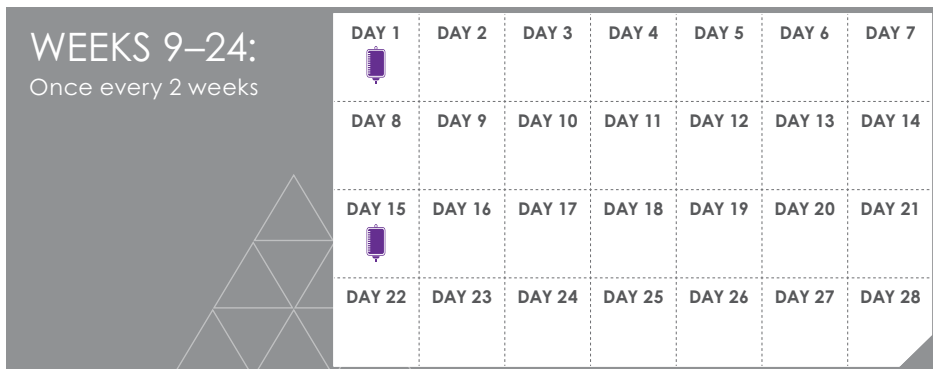 WEEKS 9–24:
Once every 2 weeks
DAY 1 DAY 2 DAY 3 DAY 4 DAY 5 DAY 6 DAY 7
DAY 8 DAY 9 DAY 10 DAY 11 DAY 12 DAY 13 DAY 14
DAY 15 DAY 16 DAY 17 DAY 18 DAY 19 DAY 20 DAY 21
DAY 22 DAY 23 DAY 24 DAY 25 DAY 26 DAY 27 DAY 28